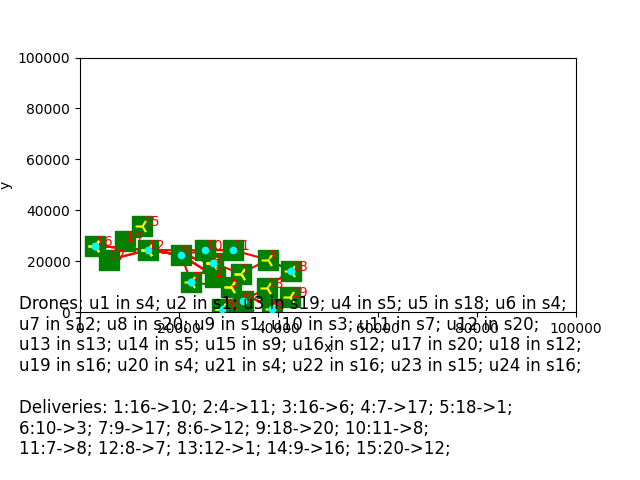 100000
80000
60000
40000
20000
0
y
0 20000 40000 60000 80000 100000
x
Drones: u1 in s4; u2 in s1; u3 in s19; u4 in s5; u5 in s18; u6 in s4;
u7 in s12; u8 in s20; u9 in s1; u10 in s3; u11 in s7; u12 in s20;
u13 in s13; u14 in s5; u15 in s9; u16 in s12; u17 in s20; u18 in s12;
u19 in s16; u20 in s4; u21 in s4; u22 in s16; u23 in s15; u24 in s16;
Deliveries: 1:16->10; 2:4->11; 3:16->6; 4:7->17; 5:18->1;
6:10->3; 7:9->17; 8:6->12; 9:18->20; 10:11->8;
11:7->8; 12:8->7; 13:12->1; 14:9->16; 15:20->12;